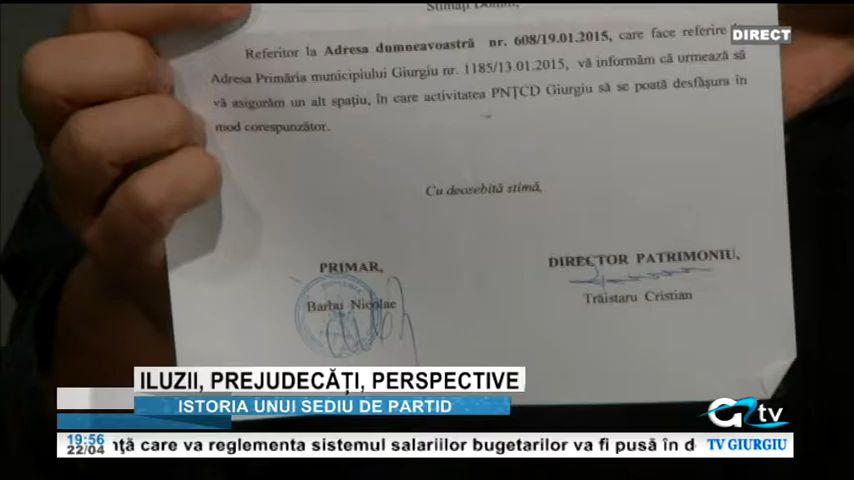 Stimați Domni,
DIRECT
Referitor la Adresa dumneavoastră nr. 608/19.01.2015, care face referire
Adresa Primăria municipiului Giurgiu nr. 1185/13.01.2015, vă informăm că urmează să
vă asigurăm un alt spațiu, în care activitatea PNȚCD Giurgiu să se poată desfășura în
mod corespunzător.
Cu deosebită stimă,
PRIMAR,
Barbu Nicolae
DIRECTOR PATRIMONIU,
Trăistaru Cristian
ILUZII, PREJUDECĂȚI, PERSPECTIVE
ISTORIA UNUI SEDIU DE PARTID
G tv
19:56
22/04
nță care va reglementa sistemul salariilor bugetarilor va fi pusă în d
TV GIURGIU